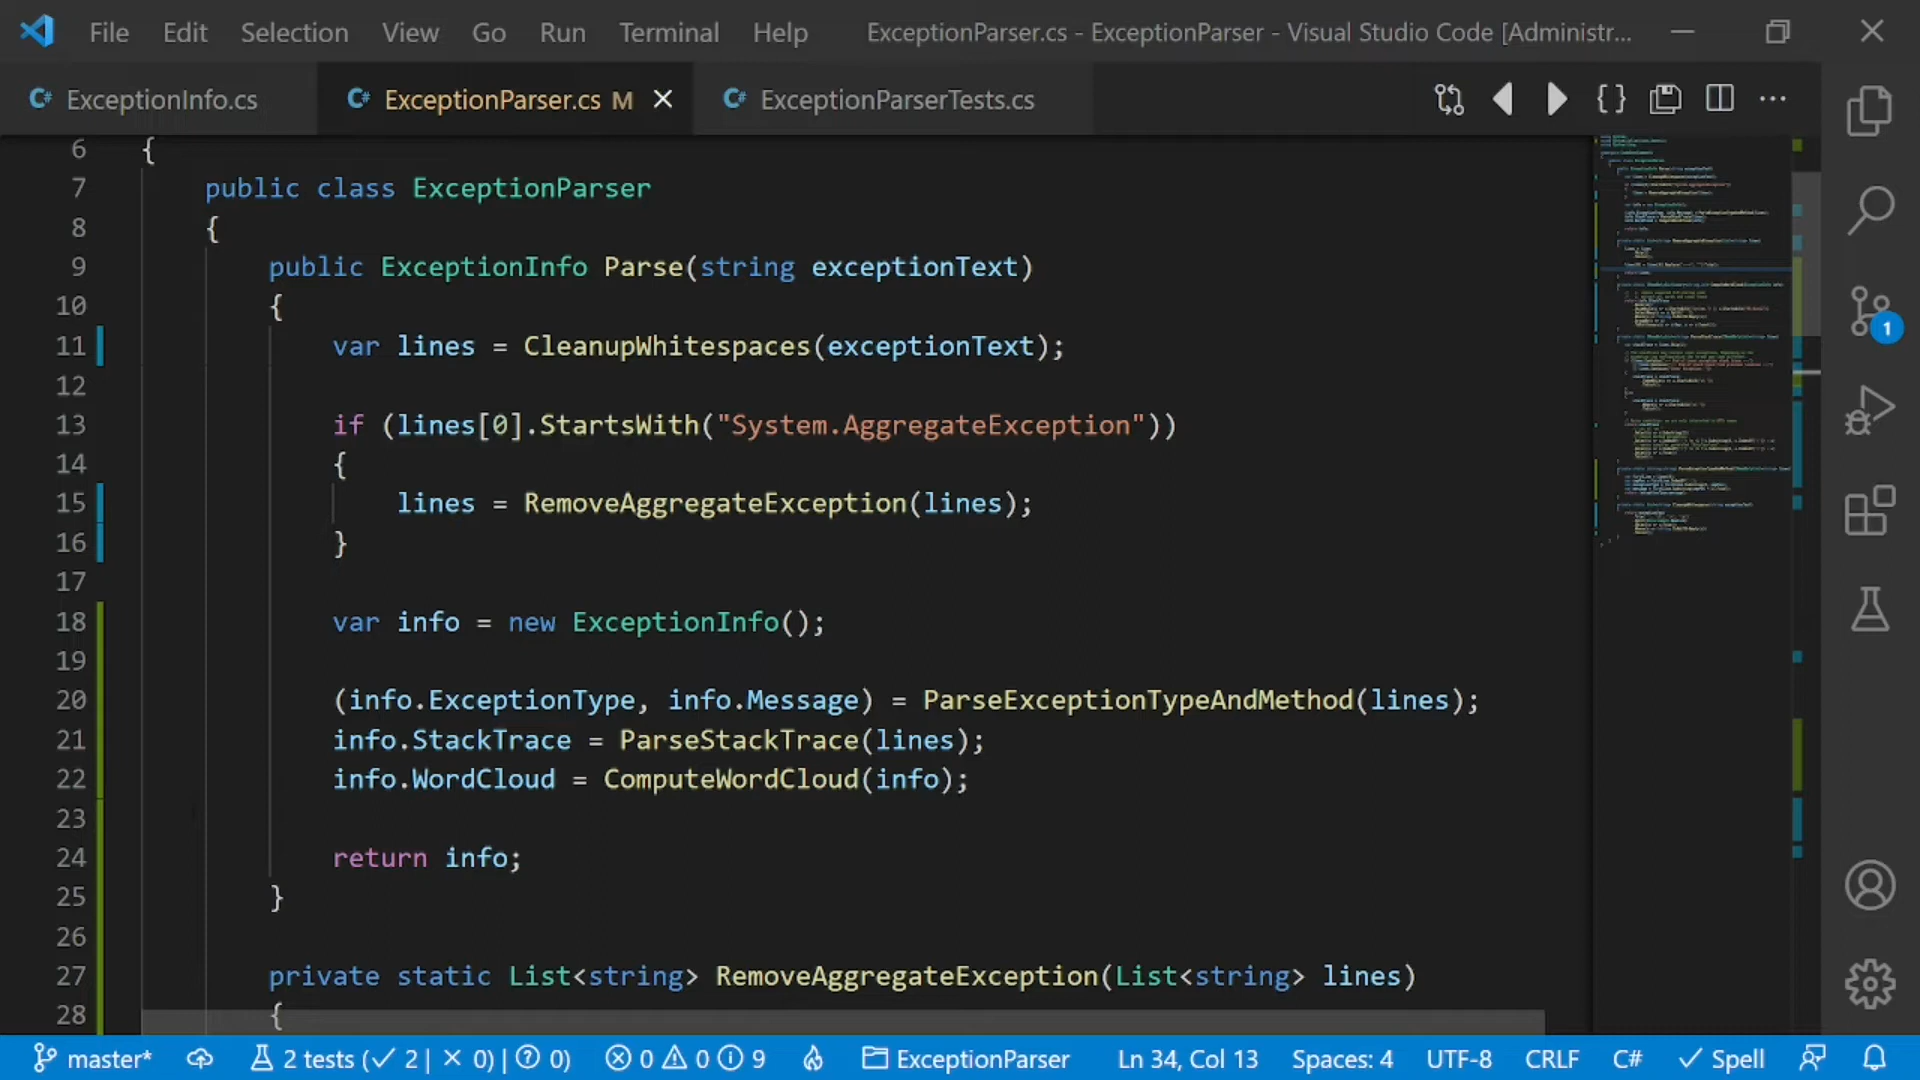 File Edit Selection View Go Run Terminal Help ExceptionParser.cs - ExceptionParser - Visual Studio Code [Administr...
C# ExceptionInfo.cs C# ExceptionParser.cs M C# ExceptionParserTests.cs
6 {
7 public class ExceptionParser
8 {
9 public ExceptionInfo Parse(string exceptionText)
10 {
11 var lines = CleanupWhitespaces(exceptionText);
12
13 if (lines[0].StartsWith("System.AggregateException"))
14 {
15 lines = RemoveAggregateException(lines);
16 }
17
18 var info = new ExceptionInfo();
19
20 (info.ExceptionType, info.Message) = ParseExceptionTypeAndMethod(lines);
21 info.StackTrace = ParseStackTrace(lines);
22 info.WordCloud = ComputeWordCloud(info);
23
24 return info;
25 }
26
27 private static List<string> RemoveAggregateException(List<string> lines)
28 {
1
master* 2 tests (✓ 2 | × 0) | ? 0) 0 0 9 ExceptionParser Ln 34, Col 13 Spaces: 4 UTF-8 CRLF C# ✓ Spell